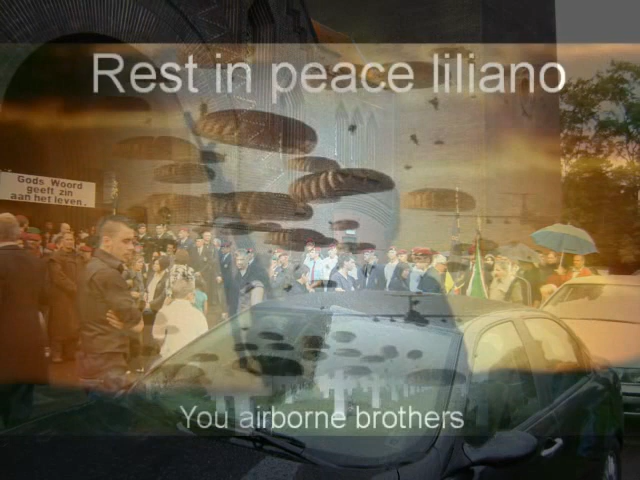 Rest in peace liliano
Gods Woord
geeft zin
aan het leven.
You airborne brothers